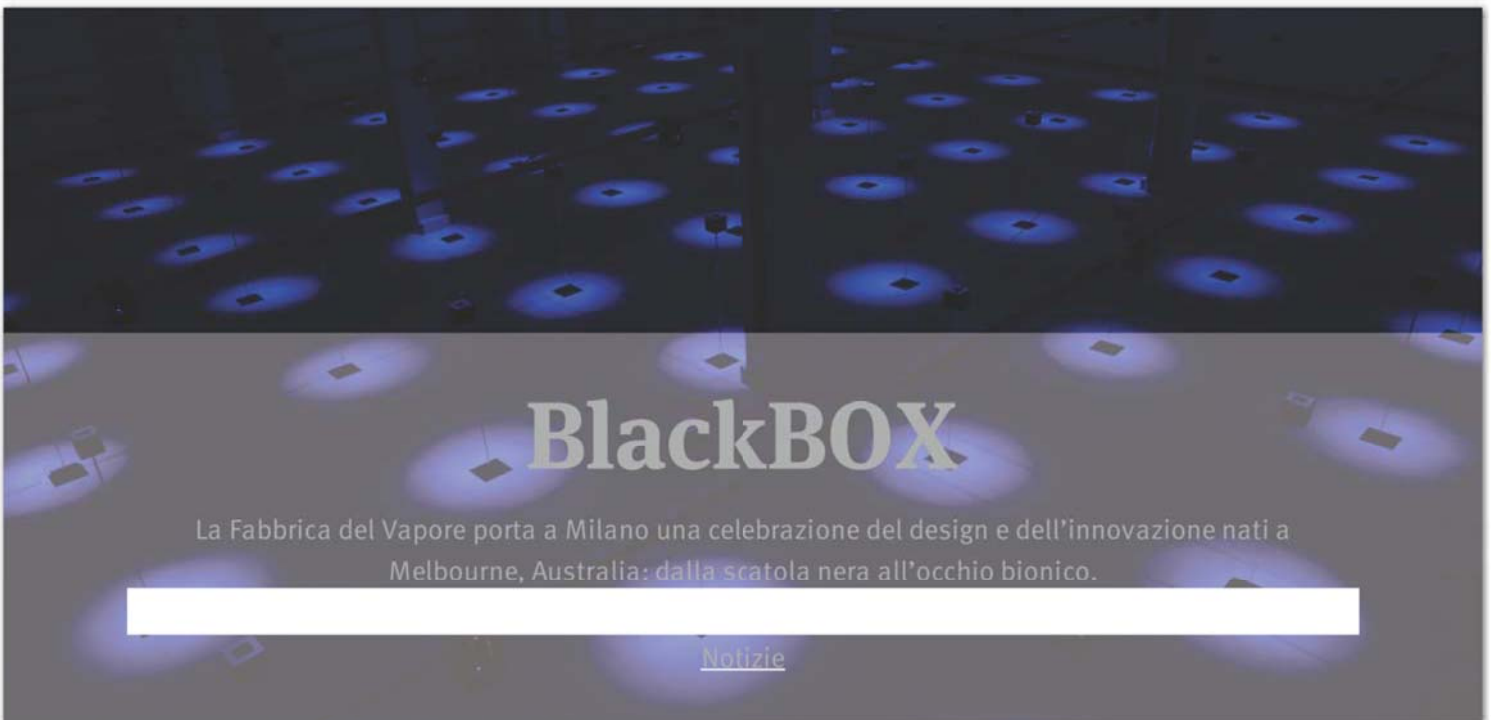 BlackBOX
La Fabbrica del Vapore porta a Milano una celebrazione del design e dell'innovazione nati a
Melbourne, Australia: dalla scatola nera all'occhio bionico.
Notizie